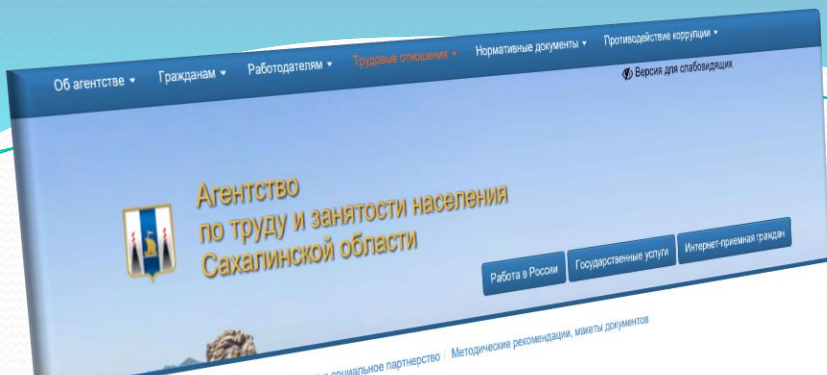 Об агентстве Гражданам Работодателям Трудовые отношения Нормативные документы Противодействие коррупции
Версия для слабовидящих
Агентство
по труду и занятости населения
Сахалинской области
Работа в России Государственные услуги Интернет-приемная граждан
социальное партнерство / Методические рекомендации, макеты документов